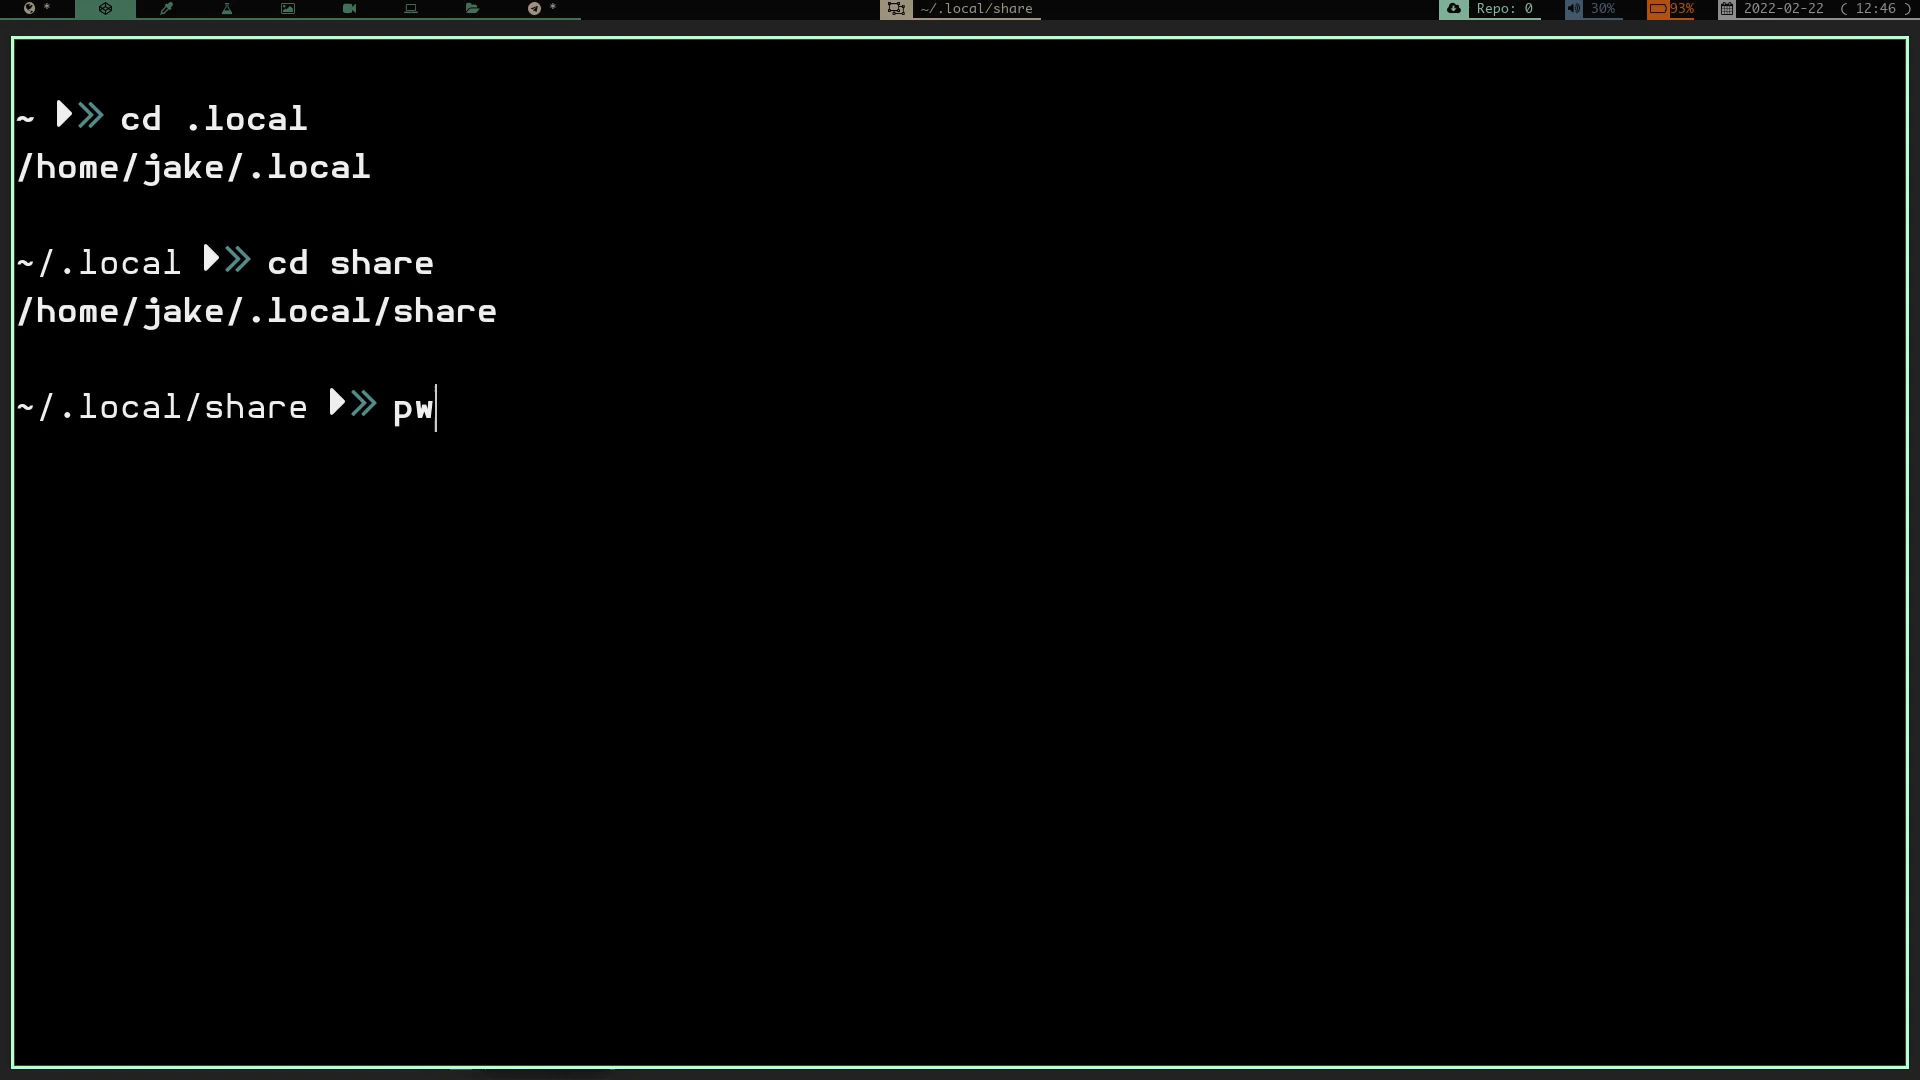 * * ~/.local/share Repo: 0 30% 93% 2022-02-22 ( 12:46 )
~ cd .local
/home/jake/.local
~/.local cd share
/home/jake/.local/share
~/.local/share pw